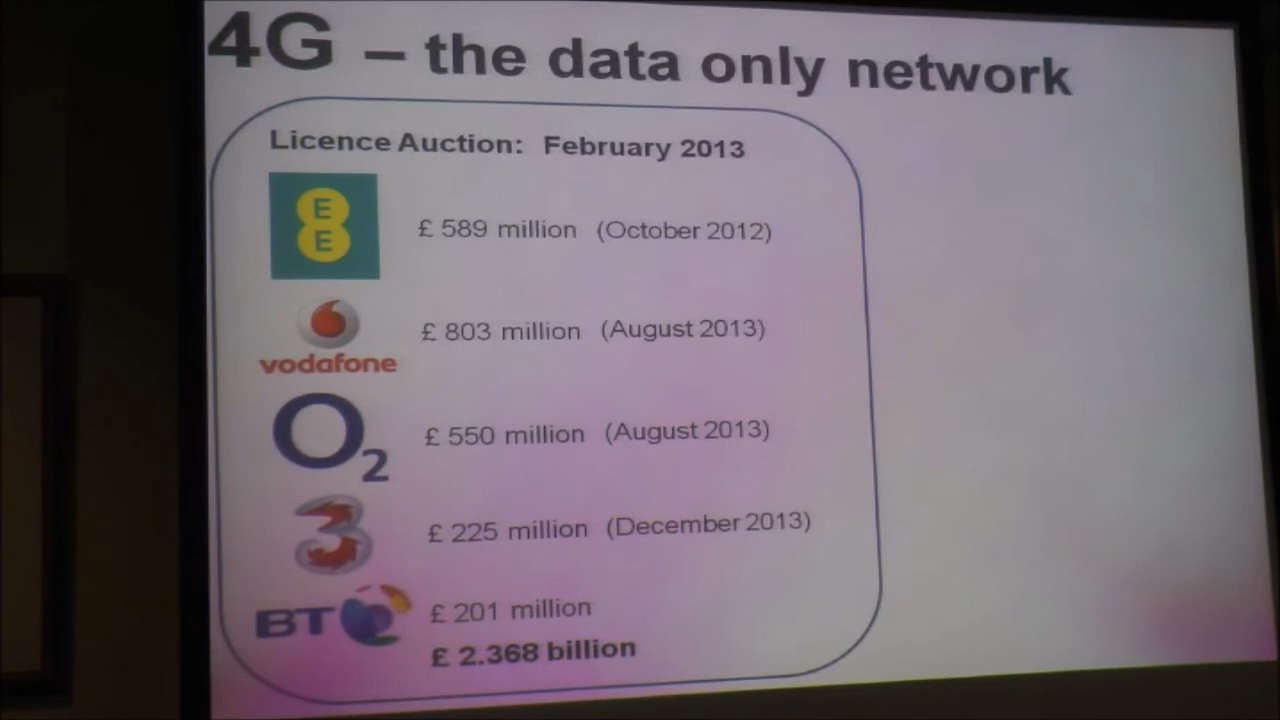 4G – the data only network
Licence Auction: February 2013
E
E
£ 589 million (October 2012)
£ 803 million (August 2013)
vodafone
O2
£ 550 million (August 2013)
3
£ 225 million (December 2013)
BT
£ 201 million
£ 2.368 billion